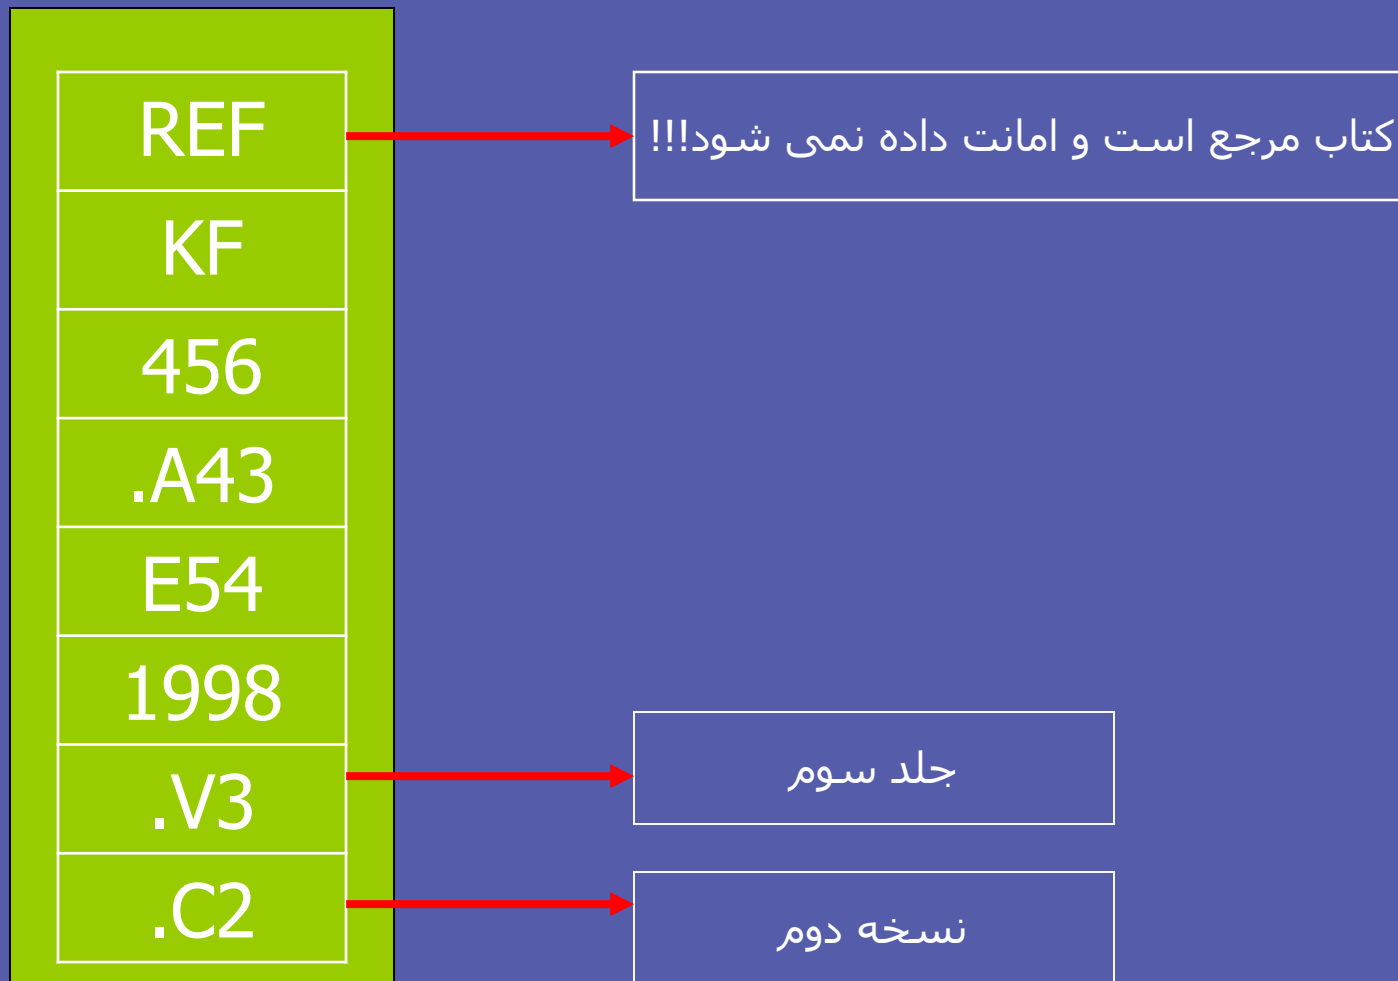 REF
کتاب مرجع است و امانت داده نمی شود!!!
KF
456
.A43
E54
1998
.V3
جلد سوم
.C2
نسخه دوم